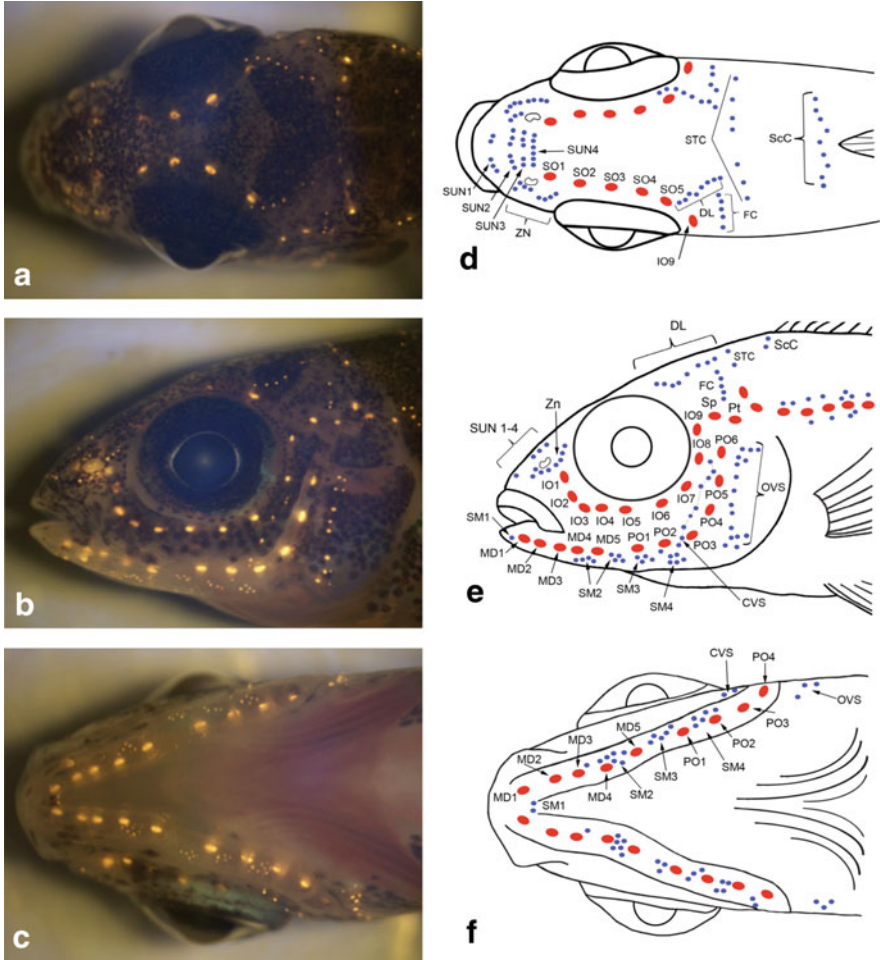 a
b
c
SUN4
STC
ScC
SO1
SO2
SO3
SO4
SO5
SUN1
SUN2
SUN3
ZN
DL
FC
IO9
d
DL
ScC
STC
FC
Sp
Pt
Zn
SUN 1-4
IO9
IO8
PO6
IO1
IO2
IO3
IO4
IO5
IO6
IO7
PO5
OVS
SM1
MD4
MD5
PO1
PO2
PO4
PO3
MD1
MD2
MD3
SM2
SM3
SM4
CVS
e
CVS
PO4
OVS
MD5
MD3
MD2
PO3
PO2
SM4
PO1
SM3
SM2
MD4
MD1
SM1
f